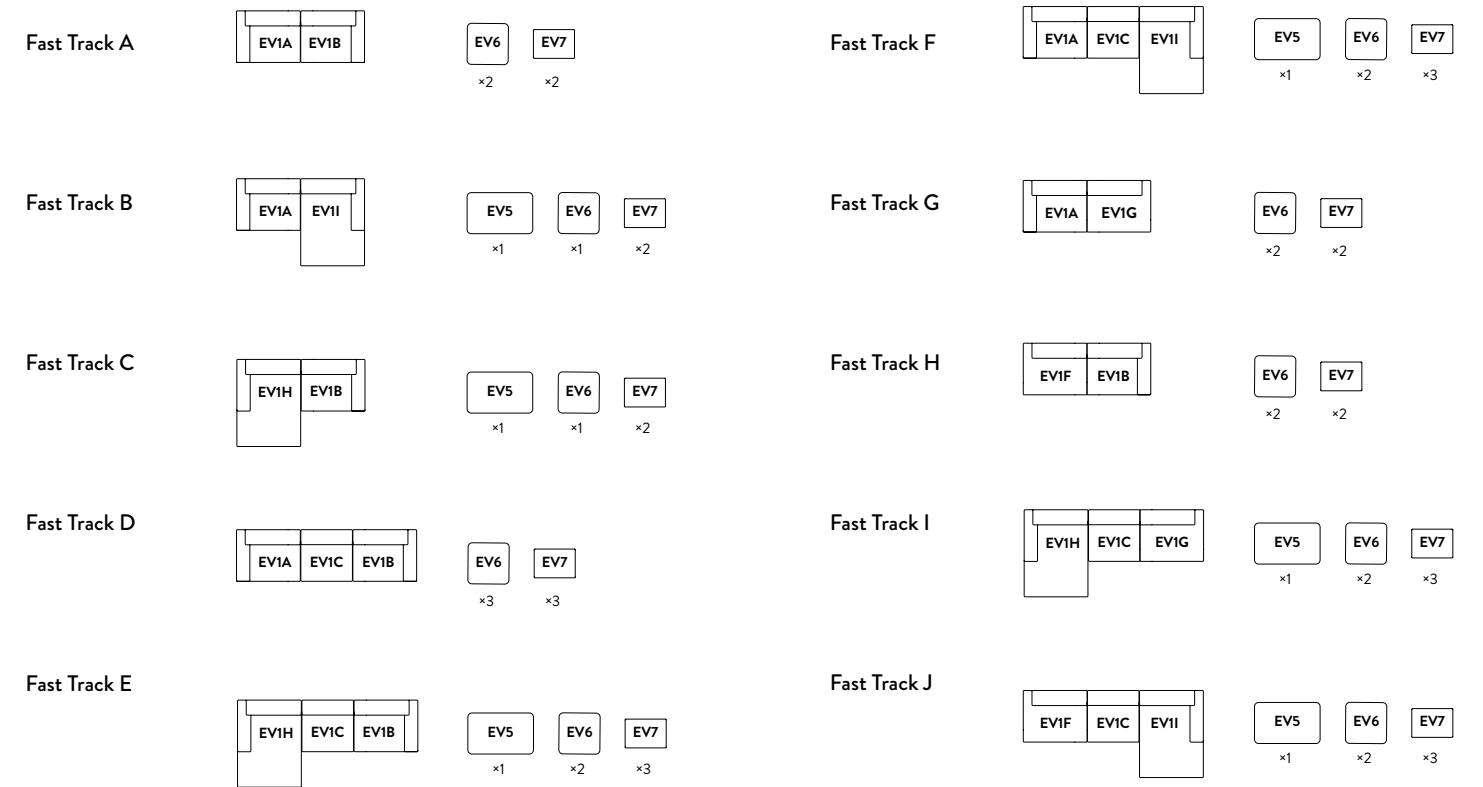 Fast Track A
EV1A EV1B EV6 EV7
×2 ×2
Fast Track B
EV1A EV1I EV5 EV6 EV7
×1 ×1 ×2
Fast Track C
EV1H EV1B EV5 EV6 EV7
×1 ×1 ×2
Fast Track D
EV1A EV1C EV1B EV6 EV7
×3 ×3
Fast Track E
EV1H EV1C EV1B EV5 EV6 EV7
×1 ×2 ×3
Fast Track F
EV1A EV1C EV1I EV5 EV6 EV7
×1 ×2 ×3
Fast Track G
EV1A EV1G EV6 EV7
×2 ×2
Fast Track H
EV1F EV1B EV6 EV7
×2 ×2
Fast Track I
EV1H EV1C EV1G EV5 EV6 EV7
×1 ×2 ×3
Fast Track J
EV1F EV1C EV1I EV5 EV6 EV7
×1 ×2 ×3